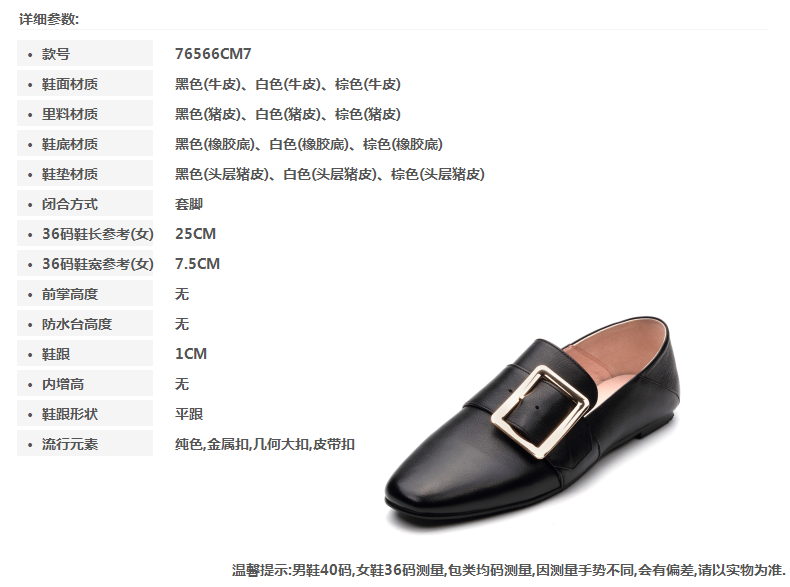 详细参数:
• 款号 76566CM7
• 鞋面材质 黑色(牛皮)、白色(牛皮)、棕色(牛皮)
• 里料材质 黑色(猪皮)、白色(猪皮)、棕色(猪皮)
• 鞋底材质 黑色(橡胶底)、白色(橡胶底)、棕色(橡胶底)
• 鞋垫材质 黑色(头层猪皮)、白色(头层猪皮)、棕色(头层猪皮)
• 闭合方式 套脚
• 36码鞋长参考(女) 25CM
• 36码鞋宽参考(女) 7.5CM
• 前掌高度 无
• 防水台高度 无
• 鞋跟 1CM
• 内增高 无
• 鞋跟形状 平跟
• 流行元素 纯色,金属扣,几何大扣,皮带扣
温馨提示:男鞋40码,女鞋36码测量,包类均码测量,因测量手势不同,会有偏差,请以实物为准.